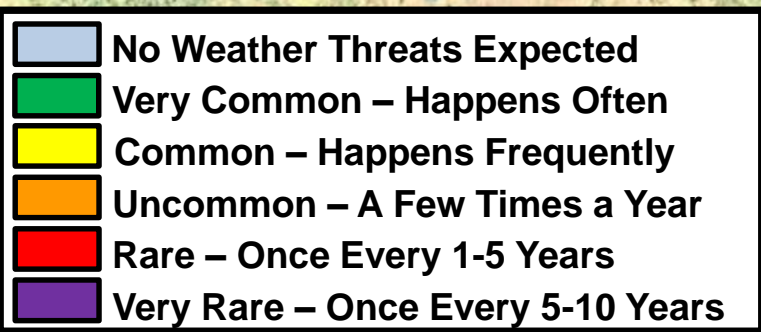 No Weather Threats Expected
Very Common – Happens Often
Common – Happens Frequently
Uncommon – A Few Times a Year
Rare – Once Every 1-5 Years
Very Rare – Once Every 5-10 Years